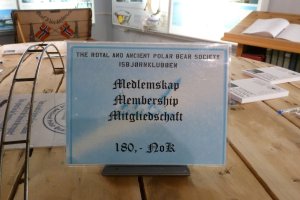 THE ROYAL AND ANCIENT POLAR BEAR SOCIETY
ISBJØRNKLUBBEN
Medlemskap
Membership
Mitgliedschaft
180,- NoK